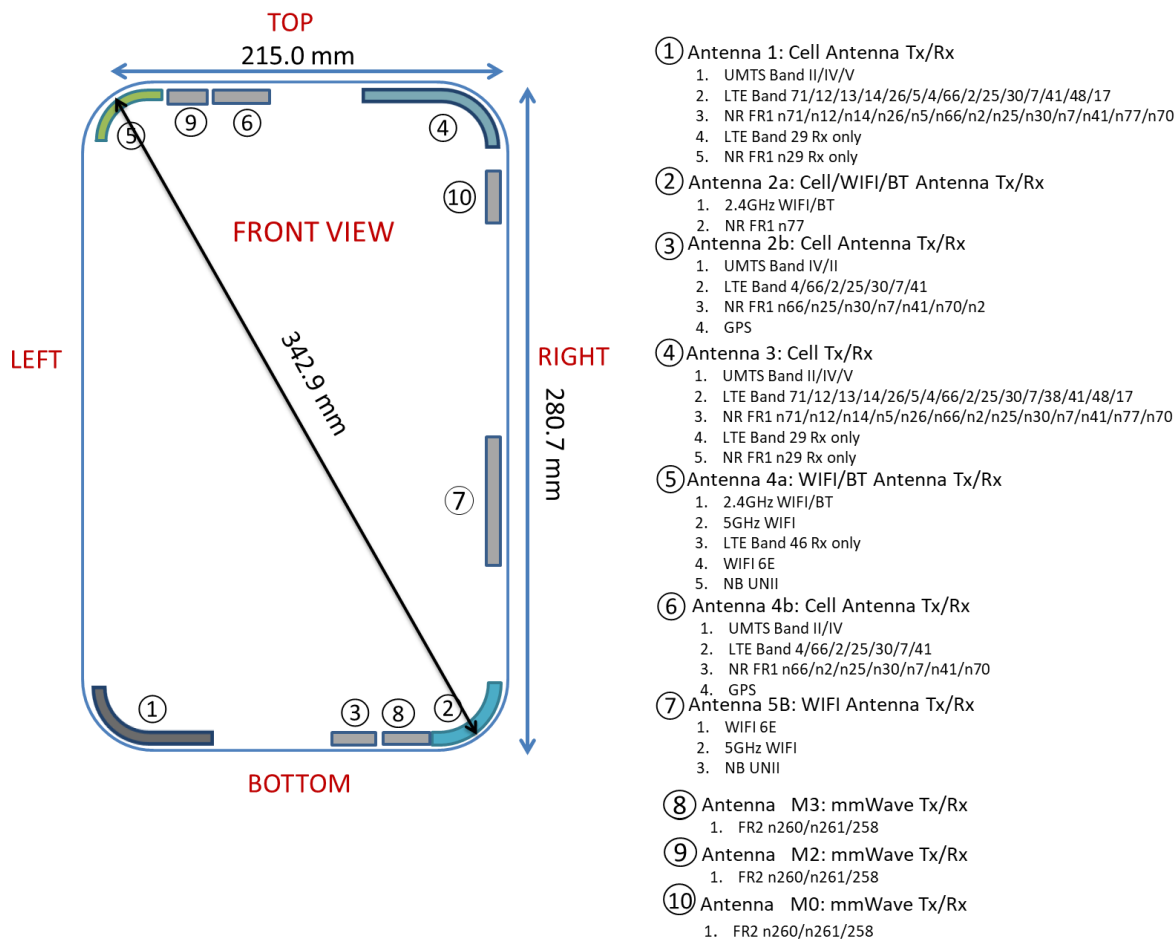 TOP
215.0 mm
⑤
⑨
⑥
④
⑩
FRONT VIEW
LEFT
342.9 mm
RIGHT
280.7 mm
⑦
①
③
⑧
②
BOTTOM
① Antenna 1: Cell Antenna Tx/Rx
1. UMTS Band II/IV/V
2. LTE Band 71/12/13/14/26/5/4/66/2/25/30/7/41/48/17
3. NR FR1 n71/n12/n14/n26/n5/n66/n2/n25/n30/n7/n41/n77/n70
4. LTE Band 29 Rx only
5. NR FR1 n29 Rx only
② Antenna 2a: Cell/WIFI/BT Antenna Tx/Rx
1. 2.4GHz WIFI/BT
2. NR FR1 n77
③ Antenna 2b: Cell Antenna Tx/Rx
1. UMTS Band IV/II
2. LTE Band 4/66/2/25/30/7/41
3. NR FR1 n66/n25/n30/n7/n41/n70/n2
4. GPS
④ Antenna 3: Cell Tx/Rx
1. UMTS Band II/IV/V
2. LTE Band 71/12/13/14/26/5/4/66/2/25/30/7/38/41/48/17
3. NR FR1 n71/n12/n14/n5/n26/n66/n2/n25/n30/n7/n41/n77/n70
4. LTE Band 29 Rx only
5. NR FR1 n29 Rx only
⑤ Antenna 4a: WIFI/BT Antenna Tx/Rx
1. 2.4GHz WIFI/BT
2. 5GHz WIFI
3. LTE Band 46 Rx only
4. WIFI 6E
5. NB UNII
⑥ Antenna 4b: Cell Antenna Tx/Rx
1. UMTS Band II/IV
2. LTE Band 4/66/2/25/30/7/41
3. NR FR1 n66/n2/n25/n30/n7/n41/n70
4. GPS
⑦ Antenna 5B: WIFI Antenna Tx/Rx
1. WIFI 6E
2. 5GHz WIFI
3. NB UNII
⑧ Antenna M3: mmWave Tx/Rx
1. FR2 n260/n261/258
⑨ Antenna M2: mmWave Tx/Rx
1. FR2 n260/n261/258
⑩ Antenna M0: mmWave Tx/Rx
1. FR2 n260/n261/258